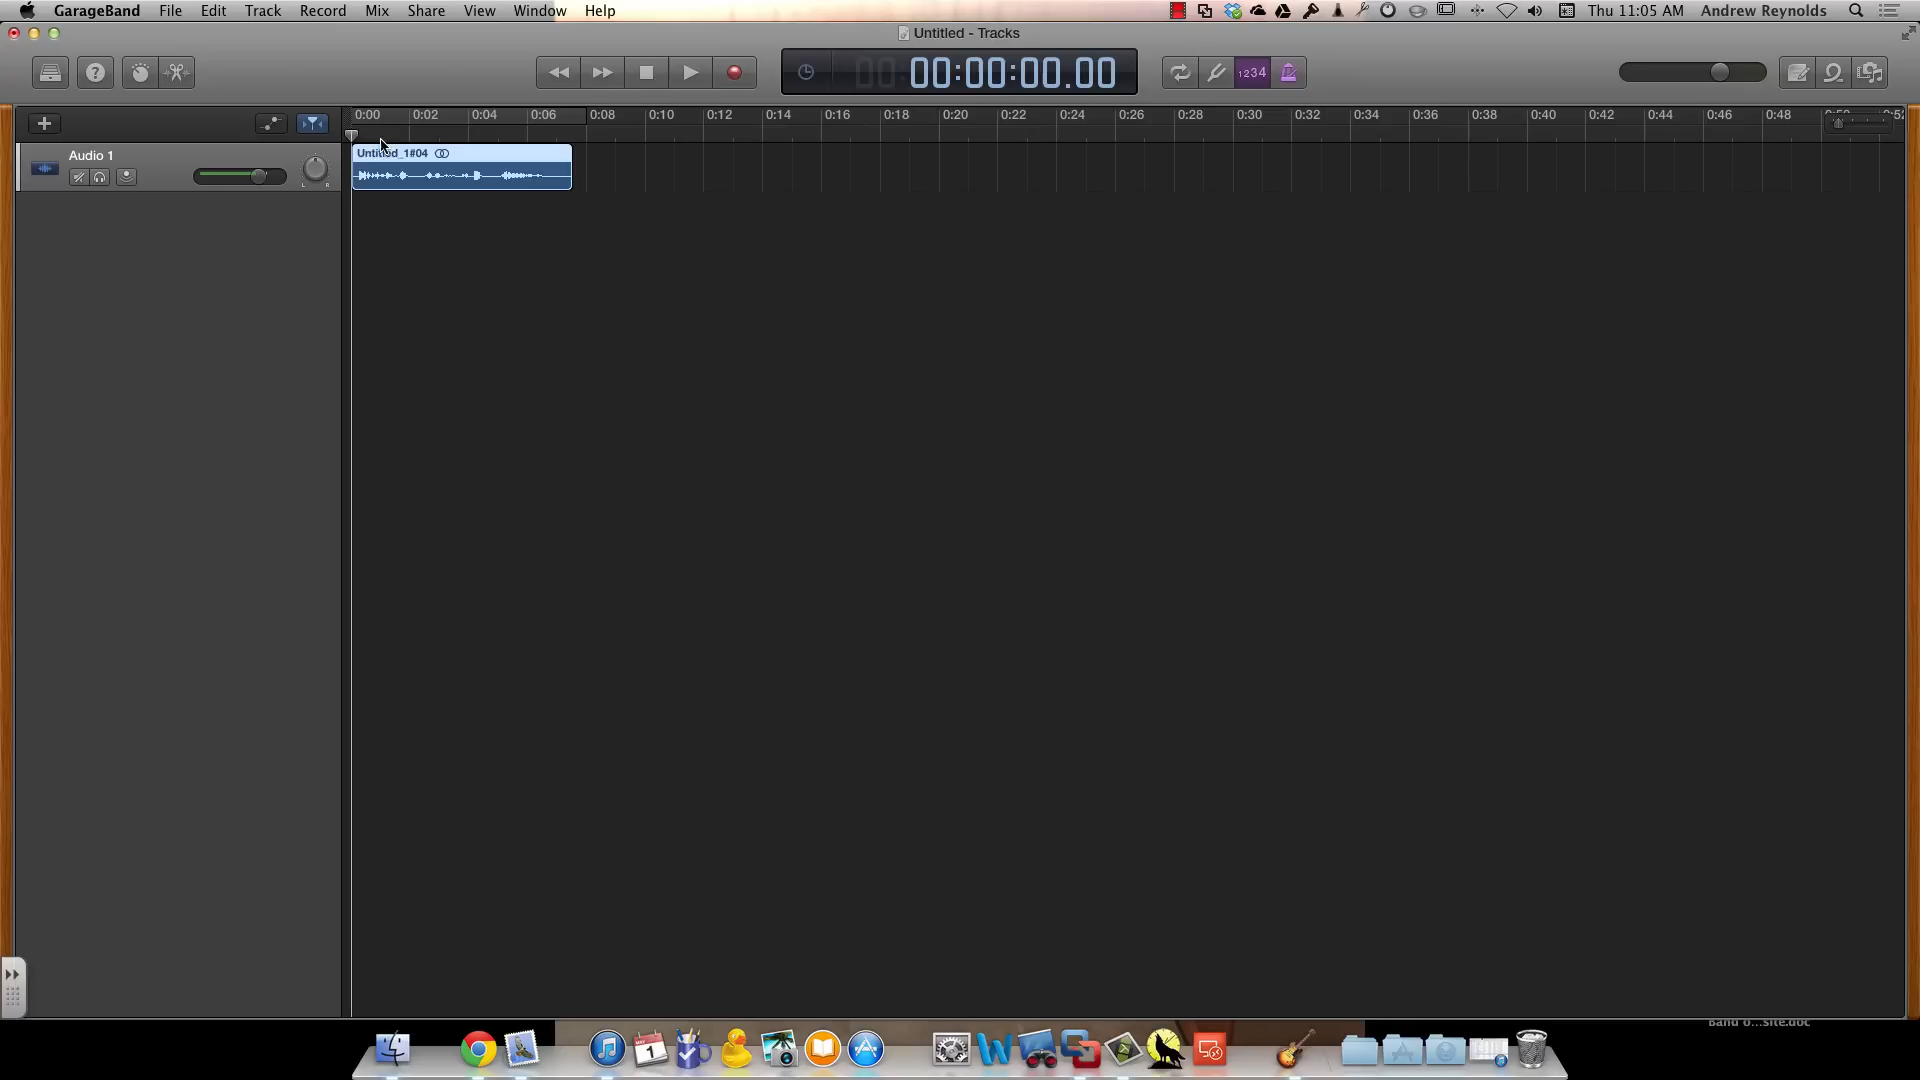 GarageBand File Edit Track Record Mix Share View Window Help
Thu 11:05 AM Andrew Reynolds
Untitled - Tracks
00:00:00.00
1234
0:00 0:02 0:04 0:06 0:08 0:10 0:12 0:14 0:16 0:18 0:20 0:22 0:24 0:26 0:28 0:30 0:32 0:34 0:36 0:38 0:40 0:42 0:44 0:46 0:48
Audio 1
Untitled_1#04
L R